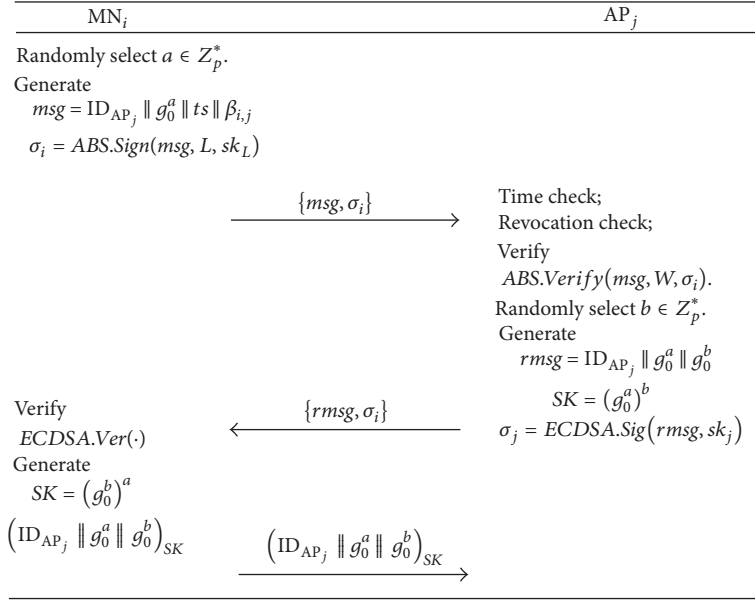 MN_i AP_j
Randomly select a ∈ Z_p^*.
Generate
msg = ID_{AP_j} ∥ g_0^a ∥ ts ∥ β_{i,j}
σ_i = ABS.Sign(msg, L, sk_L)
{msg, σ_i}
Time check;
Revocation check;
Verify
ABS.Verify(msg, W, σ_i).
Randomly select b ∈ Z_p^*.
Generate
rmsg = ID_{AP_j} ∥ g_0^a ∥ g_0^b
SK = (g_0^a)^b
σ_j = ECDSA.Sig(rmsg, sk_j)
{rmsg, σ_i}
Verify
ECDSA.Ver(·)
Generate
SK = (g_0^b)^a
(ID_{AP_j} ∥ g_0^a ∥ g_0^b)_{SK}
(ID_{AP_j} ∥ g_0^a ∥ g_0^b)_{SK}